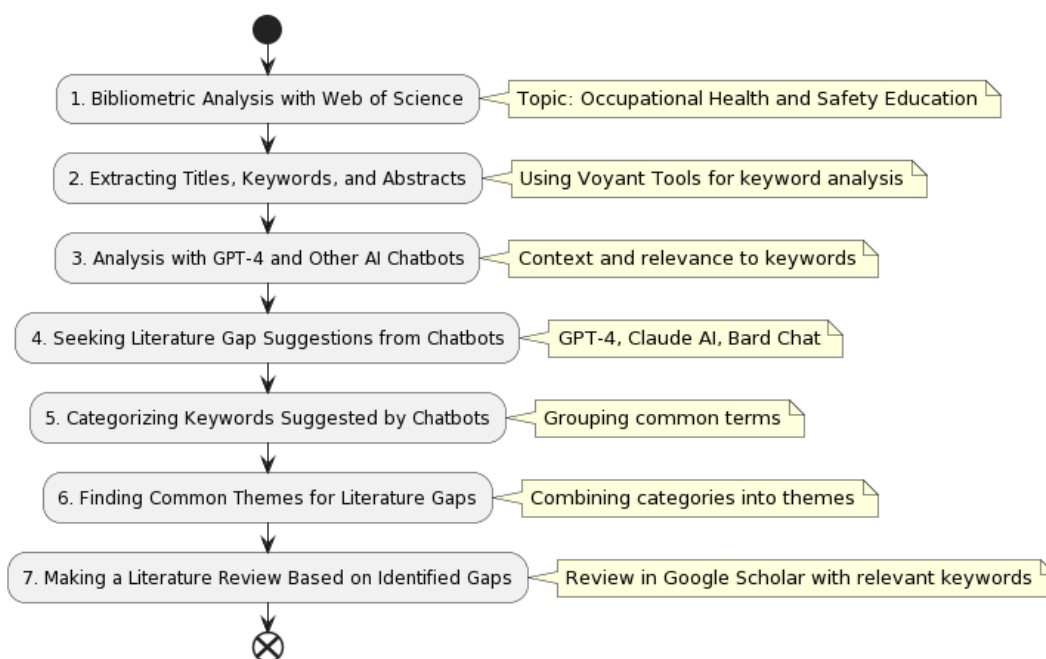 1. Bibliometric Analysis with Web of Science
Topic: Occupational Health and Safety Education
2. Extracting Titles, Keywords, and Abstracts
Using Voyant Tools for keyword analysis
3. Analysis with GPT-4 and Other AI Chatbots
Context and relevance to keywords
4. Seeking Literature Gap Suggestions from Chatbots
GPT-4, Claude AI, Bard Chat
5. Categorizing Keywords Suggested by Chatbots
Grouping common terms
6. Finding Common Themes for Literature Gaps
Combining categories into themes
7. Making a Literature Review Based on Identified Gaps
Review in Google Scholar with relevant keywords